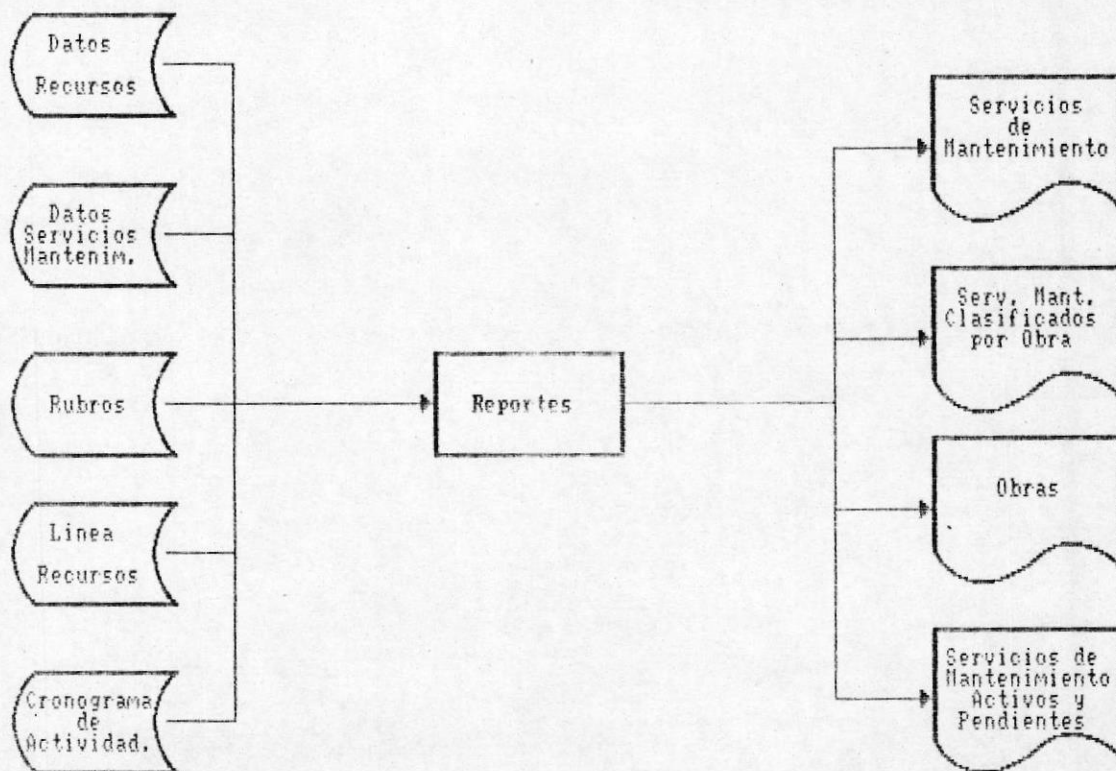 Datos
Recursos
Datos
Servicios
Mantenim.
Rubros
Linea
Recursos
Cronograma
de
Actividad.
Reportes
Servicios
de
Mantenimiento
Serv. Mant.
Clasificados
por Obra
Obras
Servicios de
Mantenimiento
Activos y
Pendientes